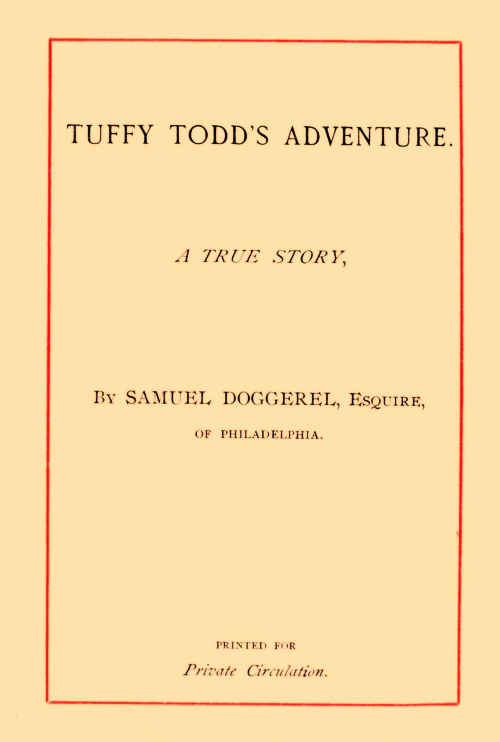 TUFFY TODD'S ADVENTURE.
A TRUE STORY,
BY SAMUEL DOGGEREL, ESQUIRE,
OF PHILADELPHIA.
PRINTED FOR
Private Circulation.